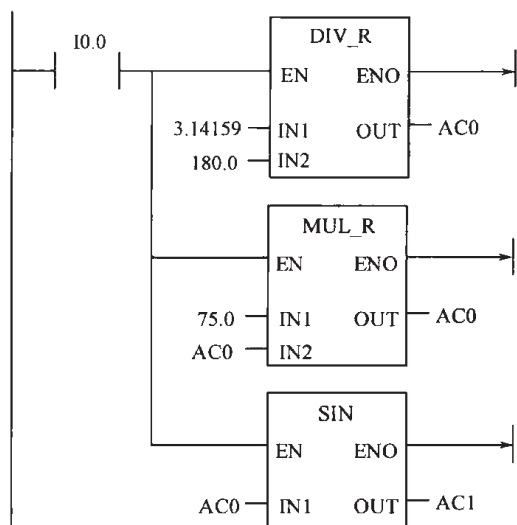 I0.0
DIV_R
EN ENO
3.14159 IN1 OUT AC0
180.0 IN2
MUL_R
EN ENO
75.0 IN1 OUT AC0
AC0 IN2
SIN
EN ENO
AC0 IN1 OUT AC1